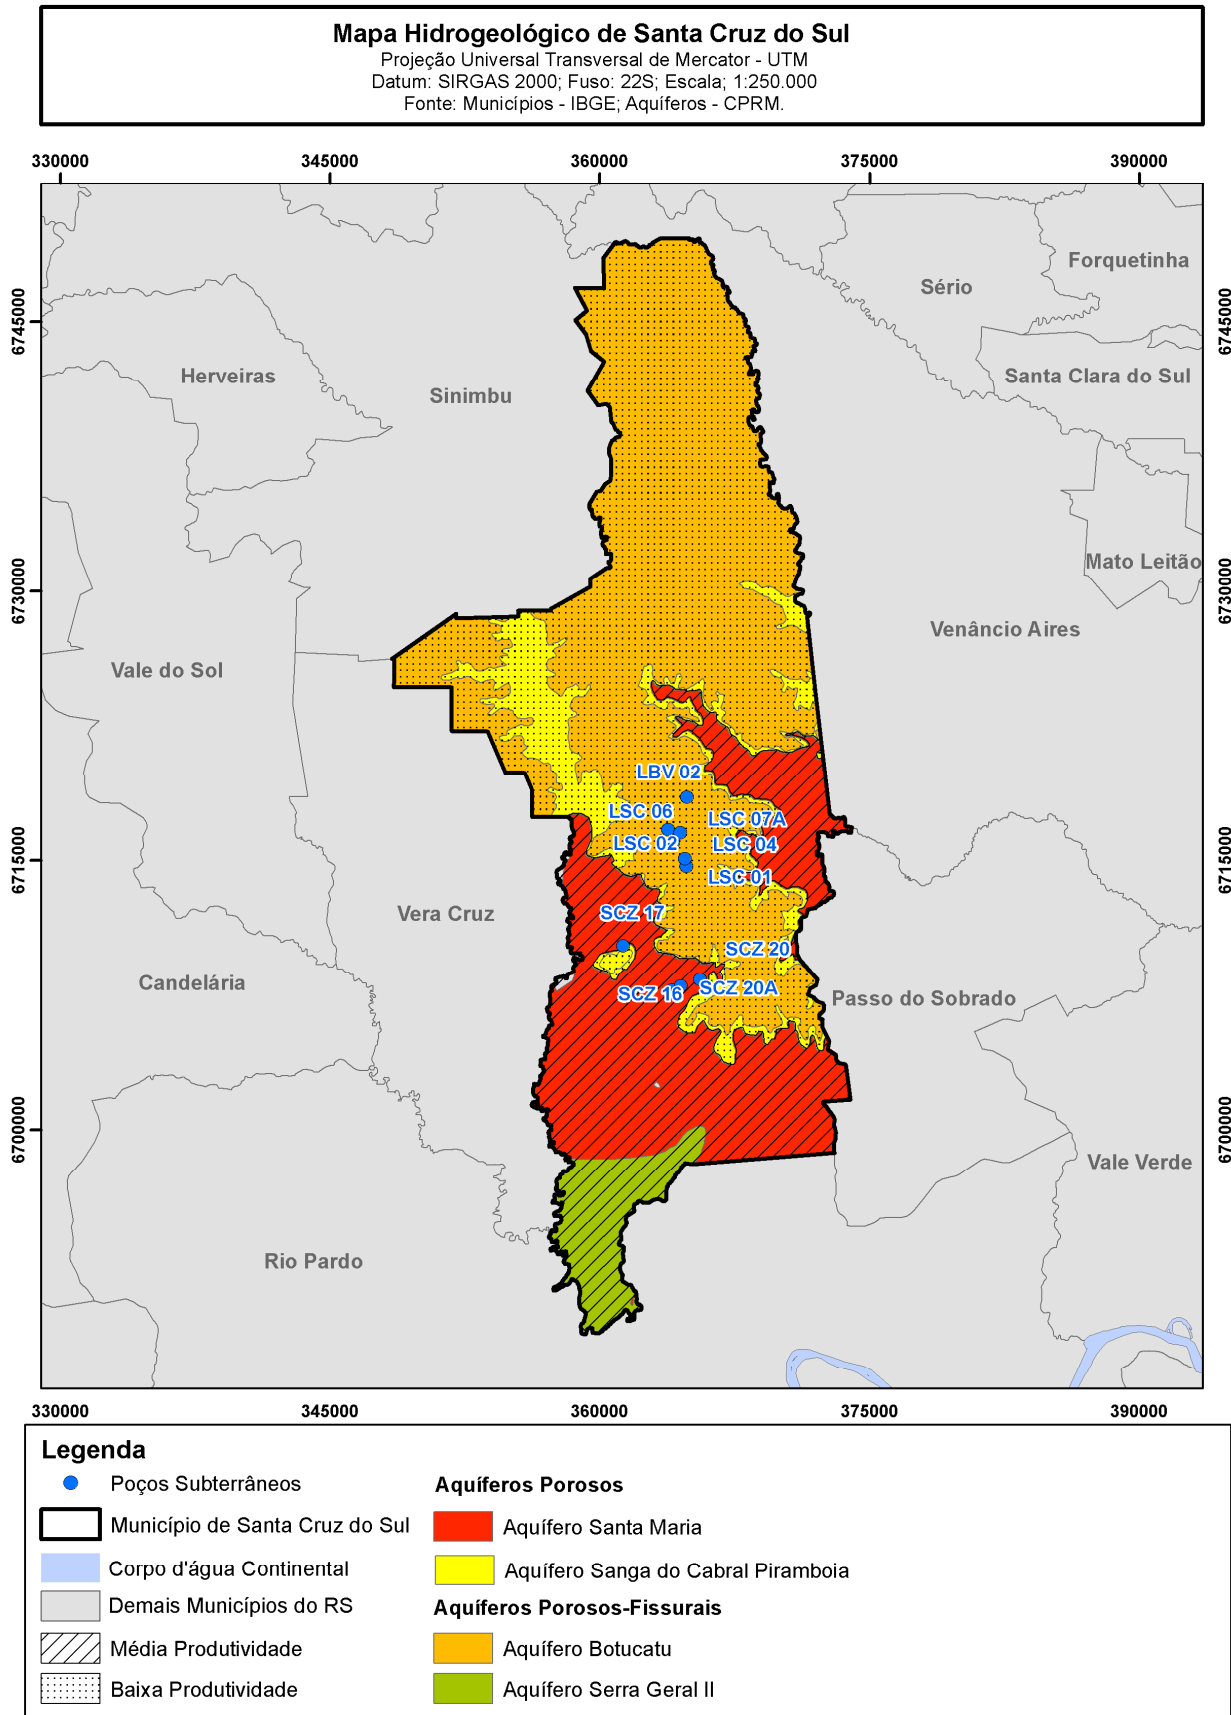 Mapa Hidrogeológico de Santa Cruz do Sul
Projeção Universal Transversal de Mercator - UTM
Datum: SIRGAS 2000; Fuso: 22S; Escala; 1:250.000
Fonte: Municípios - IBGE; Aquíferos - CPRM.
330000 345000 360000 375000 390000
Forquetinha
Sério
6745000 6745000
Herveiras
Santa Clara do Sul
Sinimbu
Mato Leitão
6730000 6730000
Venâncio Aires
Vale do Sol
LBV 02
LSC 06
LSC 07A
LSC 02
LSC 04
6715000 6715000
LSC 01
Vera Cruz
SCZ 17
SCZ 20
Candelária
SCZ 16
SCZ 20A
Passo do Sobrado
6700000 6700000
Vale Verde
Rio Pardo
330000 345000 360000 375000 390000
Legenda
Poços Subterrâneos
Município de Santa Cruz do Sul
Corpo d'água Continental
Demais Municípios do RS
Média Produtividade
Baixa Produtividade
Aquíferos Porosos
Aquífero Santa Maria
Aquífero Sanga do Cabral Piramboia
Aquíferos Porosos-Fissurais
Aquífero Botucatu
Aquífero Serra Geral II